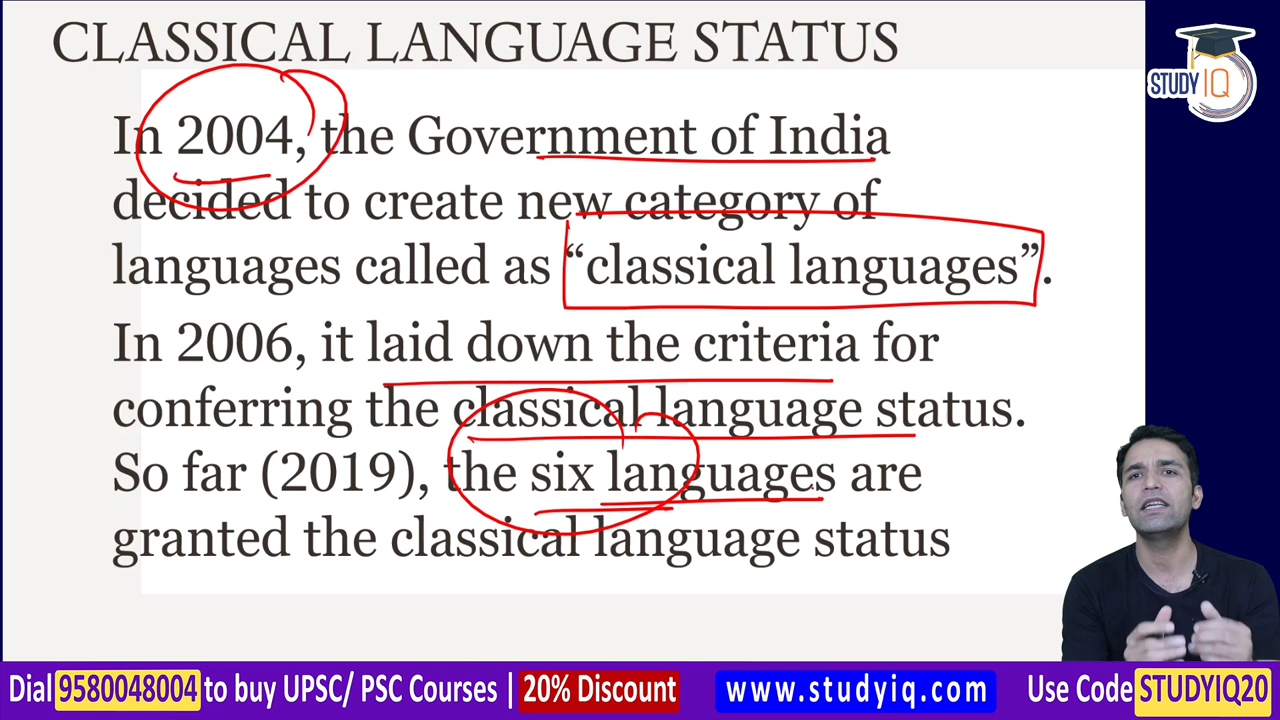 CLASSICAL LANGUAGE STATUS
STUDY IQ
In 2004, the Government of India
decided to create new category of
languages called as “classical languages”.
In 2006, it laid down the criteria for
conferring the classical language status.
So far (2019), the six languages are
granted the classical language status
Dial 9580048004 to buy UPSC/ PSC Courses | 20% Discount www.studyiq.com Use Code STUDYIQ20